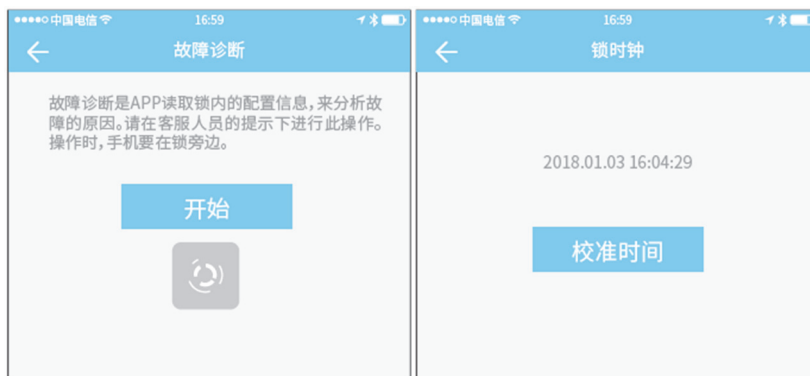 中国电信 16:59
故障诊断
故障诊断是APP读取锁内的配置信息,来分析故
障的原因。请在客服人员的提示下进行此操作。
操作时,手机要在锁旁边。
开始
中国电信 16:59
锁时钟
2018.01.03 16:04:29
校准时间